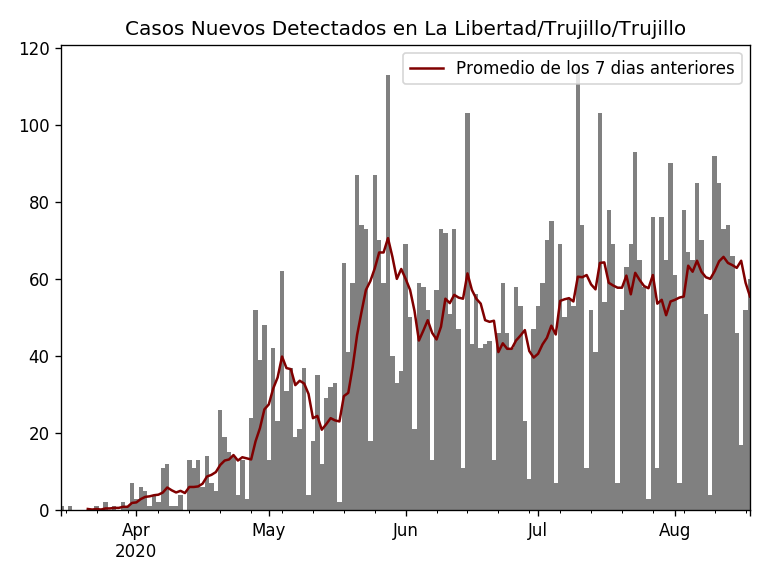 Casos Nuevos Detectados en La Libertad/Trujillo/Trujillo
Promedio de los 7 dias anteriores
120
100
80
60
40
20
0
Apr
2020
May
Jun
Jul
Aug